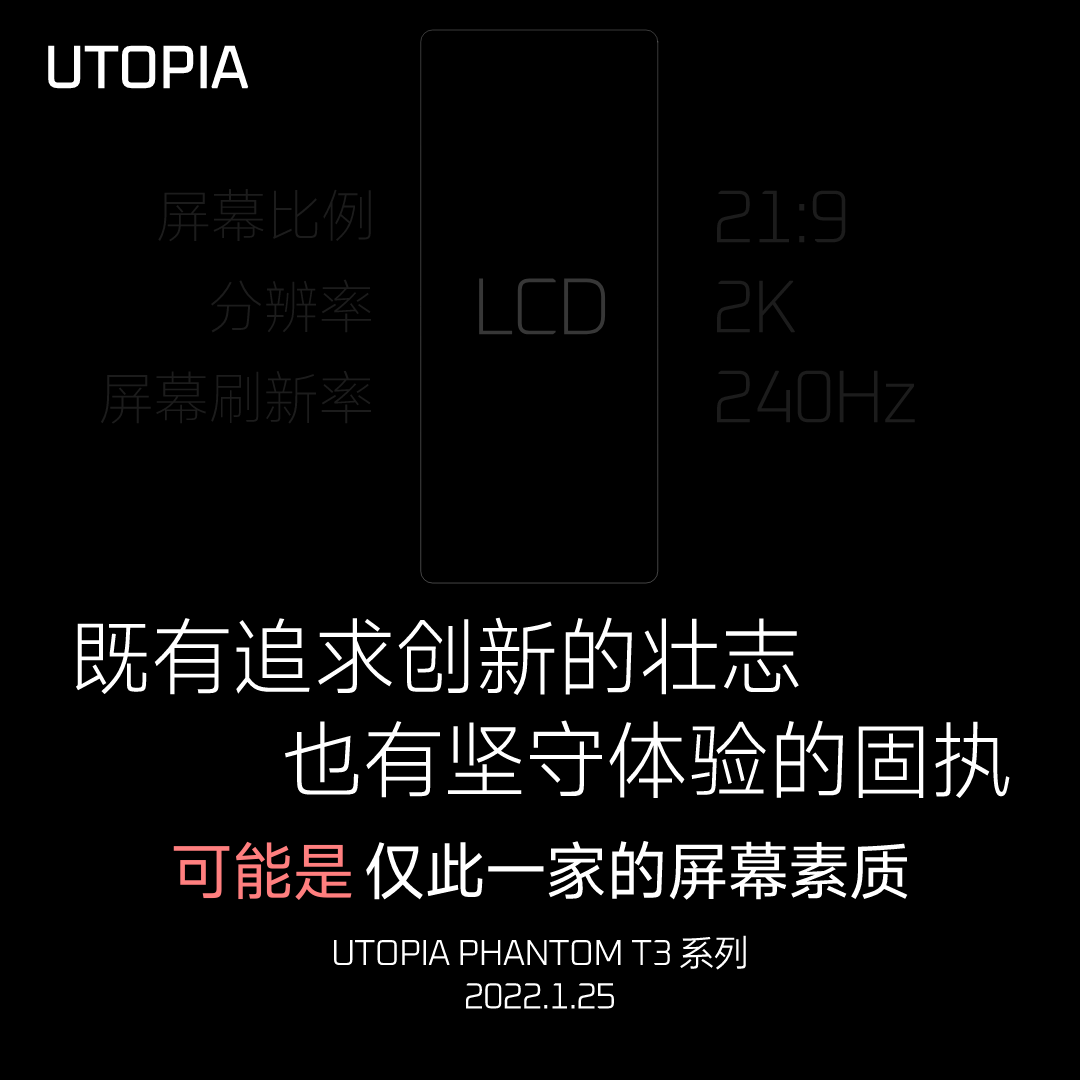 UTOPIA
屏幕比例 21:9
LCD
分辨率 2K
屏幕刷新率 240Hz
既有追求创新的壮志
也有坚守体验的固执
可能是 仅此一家的屏幕素质
UTOPIA PHANTOM T3 系列
2022.1.25